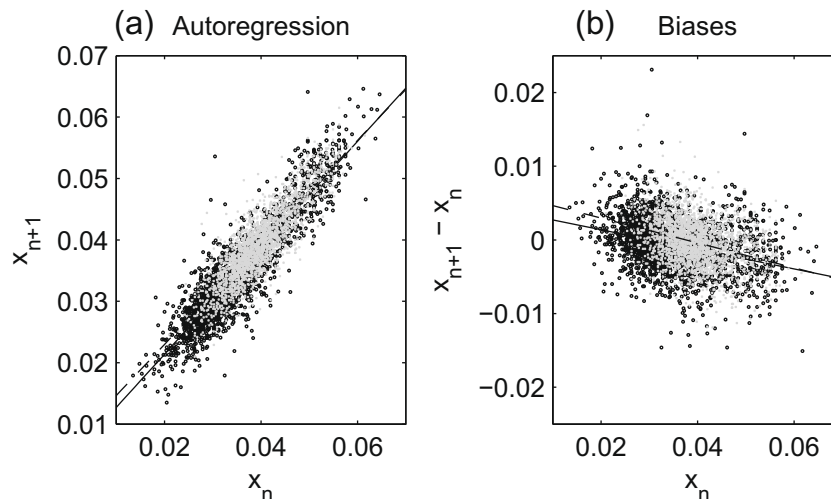 (a) Autoregression
0.07
0.06
0.05
0.04
0.03
0.02
0.01
x_{n+1}
0.02 0.04 0.06
x_n
(b) Biases
0.02
0.01
0
−0.01
−0.02
x_{n+1} − x_n
0.02 0.04 0.06
x_n